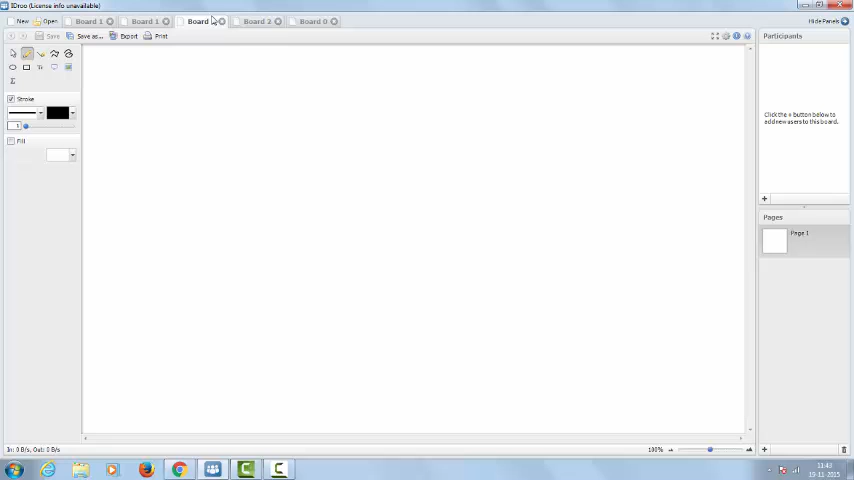 IDroo (License info unavailable)
New Open Board 1 Board 1 Board Board 2 Board 0 Hide Panels
Save Save as... Export Print Participants
Stroke
1
Fill
Click the + button below to
add new users to this board.
Pages
Page 1
In: 0 B/s, Out: 0 B/s 100%
11:43
19-11-2015